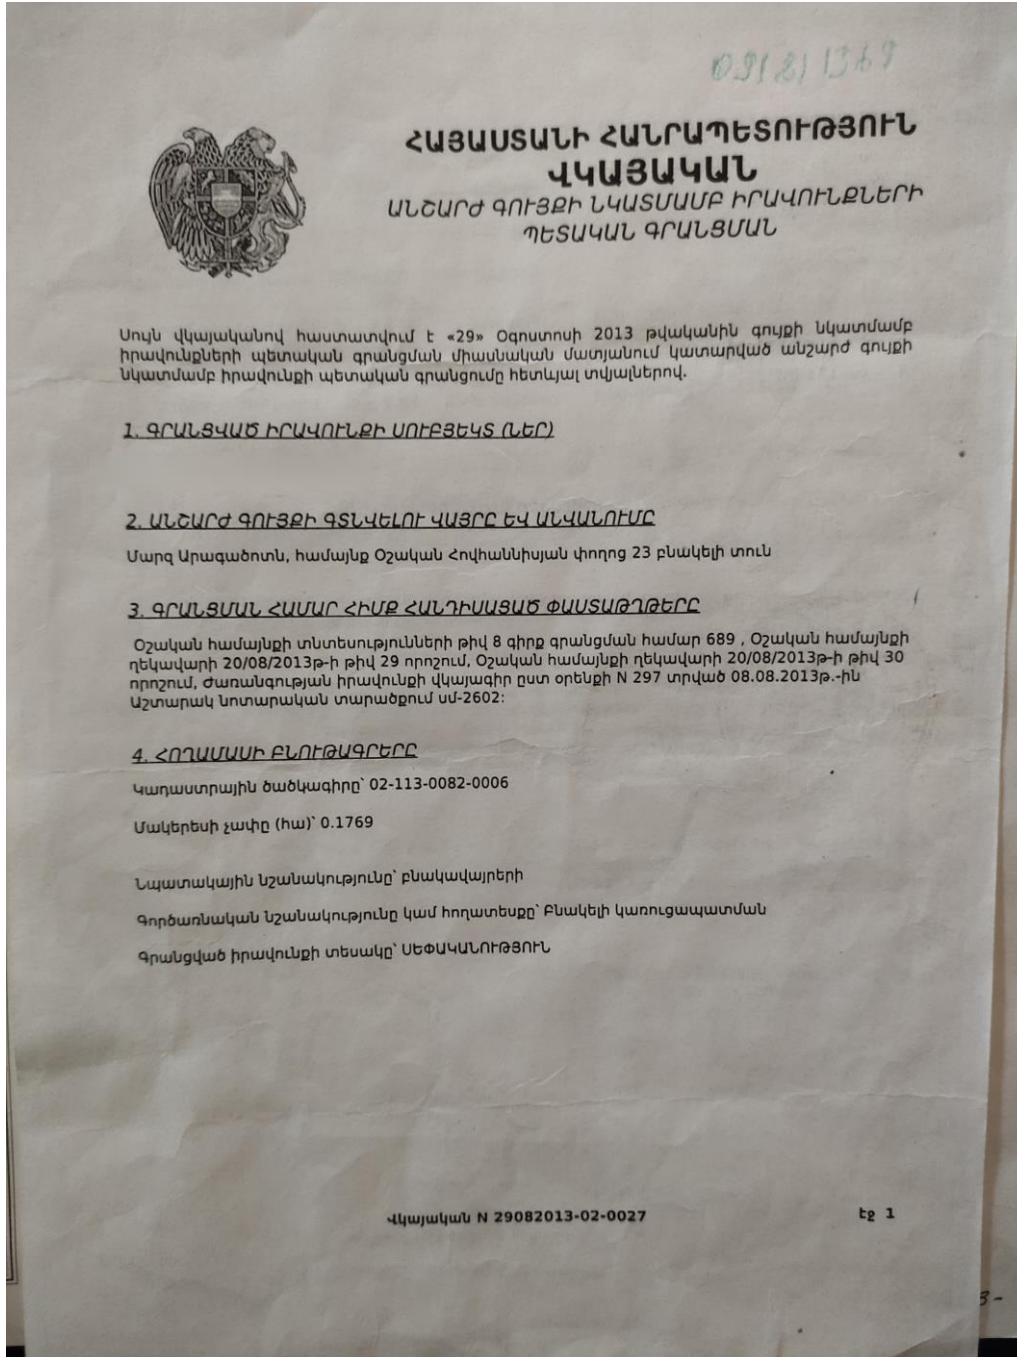 ՀԱՅԱՍՏԱՆԻ ՀԱՆՐԱՊԵՏՈՒԹՅՈՒՆ
ՎԿԱՅԱԿԱՆ
ԱՆՇԱՐԺ ԳՈՒՅՔԻ ՆԿԱՏՄԱՄԲ ԻՐԱՎՈՒՆՔՆԵՐԻ
ՊԵՏԱԿԱՆ ԳՐԱՆՑՄԱՆ
Սույն վկայականով հաստատվում է «29» Օգոստոսի 2013 թվականին գույքի նկատմամբ
իրավունքների պետական գրանցման միասնական մատյանում կատարված անշարժ գույքի
նկատմամբ իրավունքի պետական գրանցումը հետևյալ տվյալներով.
1. ԳՐԱՆՑՎԱԾ ԻՐԱՎՈՒՆՔԻ ՍՈՒԲՅԵԿՏ (ՆԵՐ)
2. ԱՆՇԱՐԺ ԳՈՒՅՔԻ ԳՏՆՎԵԼՈՒ ՎԱՅՐԸ ԵՎ ԱՆՎԱՆՈՒՄԸ
Մարզ Արագածոտն, համայնք Օշական Հովհաննիսյան փողոց 23 բնակելի տուն
3. ԳՐԱՆՑՄԱՆ ՀԱՄԱՐ ՀԻՄՔ ՀԱՆԴԻՍԱՑԱԾ ՓԱՍՏԱԹՂԹԵՐԸ
Օշական համայնքի տնտեսությունների թիվ 8 գիրք գրանցման համար 689 , Օշական համայնքի
ղեկավարի 20/08/2013թ-ի թիվ 29 որոշում, Օշական համայնքի ղեկավարի 20/08/2013թ-ի թիվ 30
որոշում, Ժառանգության իրավունքի վկայագիր ըստ օրենքի N 297 տրված 08.08.2013թ.-ին
Աշտարակ նոտարական տարածքում սմ-2602:
4. ՀՈՂԱՄԱՍԻ ԲՆՈՒԹԱԳՐԵՐԸ
Կադաստրային ծածկագիրը՝ 02-113-0082-0006
Մակերեսի չափը (հա)՝ 0.1769
Նպատակային նշանակությունը՝ բնակավայրերի
Գործառնական նշանակությունը կամ հողատեսքը՝ Բնակելի կառուցապատման
Գրանցված իրավունքի տեսակը՝ ՍԵՓԱԿԱՆՈՒԹՅՈՒՆ
Վկայական N 29082013-02-0027
էջ 1